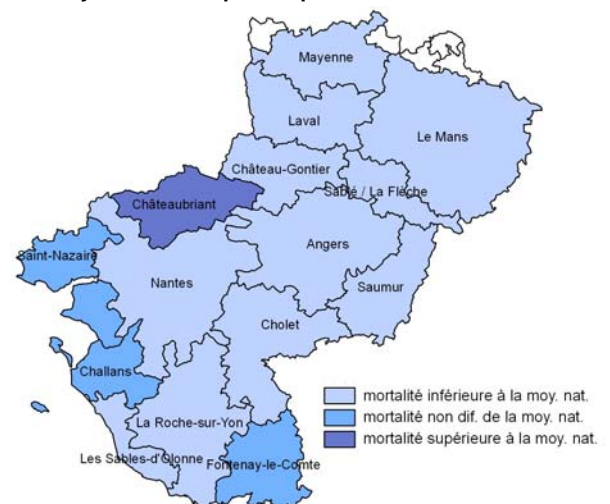 Mayenne
Laval
Le Mans
Château-Gontier
Sablé / La Flèche
Châteaubriant
Angers
Saint-Nazaire
Nantes
Saumur
Cholet
Challans
La Roche-sur-Yon
Les Sables-d'Olonne
Fontenay-le-Comte
mortalité inférieure à la moy. nat.
mortalité non dif. de la moy. nat.
mortalité supérieure à la moy. nat.